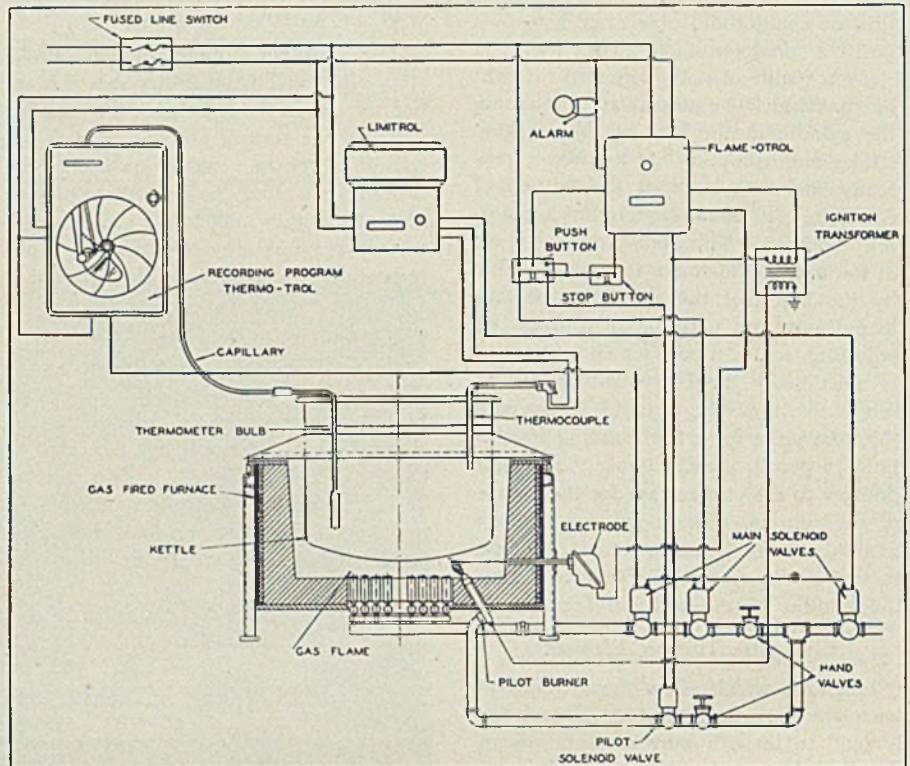 FUSED LINE SWITCH
LIMITROL
ALARM
FLAME-OTROL
IGNITION
TRANSFORMER
PUSH
BUTTON
STOP BUTTON
RECORDING PROGRAM
THERMO-TROL
CAPILLARY
THERMOCOUPLE
THERMOMETER BULB
GAS FIRED FURNACE
ELECTRODE
MAIN SOLENOID
VALVES
KETTLE
GAS FLAME
PILOT BURNER
HAND
VALVES
PILOT
SOLENOID VALVE